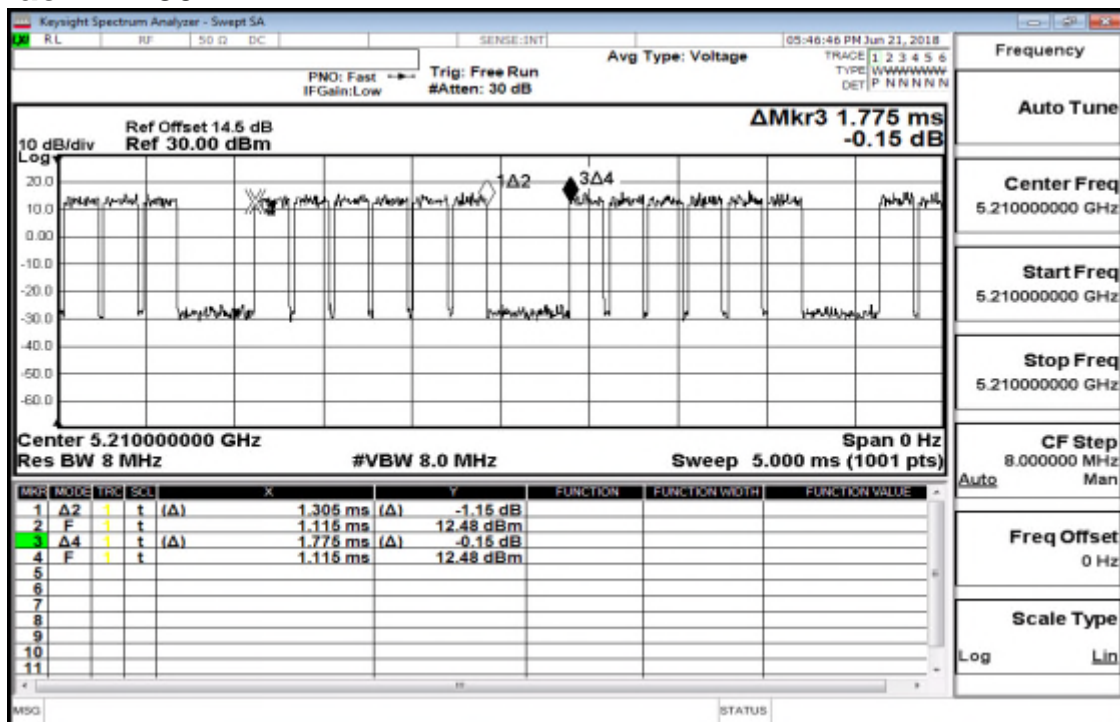 Keysight Spectrum Analyzer - Swept SA
RL RF 50 Ω DC SENSE:INT 05:46:46 PM Jun 21, 2018
Avg Type: Voltage
TRACE 1 2 3 4 5 6
TYPE WWWWWW
DET P N N N N N
PNO: Fast
IFGain:Low
Trig: Free Run
#Atten: 30 dB
ΔMkr3 1.775 ms
-0.15 dB
10 dB/div
Log
Ref Offset 14.5 dB
Ref 30.00 dBm
20.0
10.0
0.00
-10.0
-20.0
-30.0
-40.0
-50.0
-60.0
1Δ2
3Δ4
Center 5.210000000 GHz
Span 0 Hz
Res BW 8 MHz
#VBW 8.0 MHz
Sweep 5.000 ms (1001 pts)
MKR MODE TRC SCL X Y FUNCTION FUNCTION WIDTH FUNCTION VALUE
1 Δ2 1 t (Δ) 1.305 ms (Δ) -1.15 dB
2 F 1 t 1.115 ms 12.48 dBm
3 Δ4 1 t (Δ) 1.775 ms (Δ) -0.15 dB
4 F 1 t 1.115 ms 12.48 dBm
5
6
7
8
9
10
11
MSG
STATUS
Frequency
Auto Tune
Center Freq
5.210000000 GHz
Start Freq
5.210000000 GHz
Stop Freq
5.210000000 GHz
CF Step
8.000000 MHz
Auto Man
Freq Offset
0 Hz
Scale Type
Log Lin